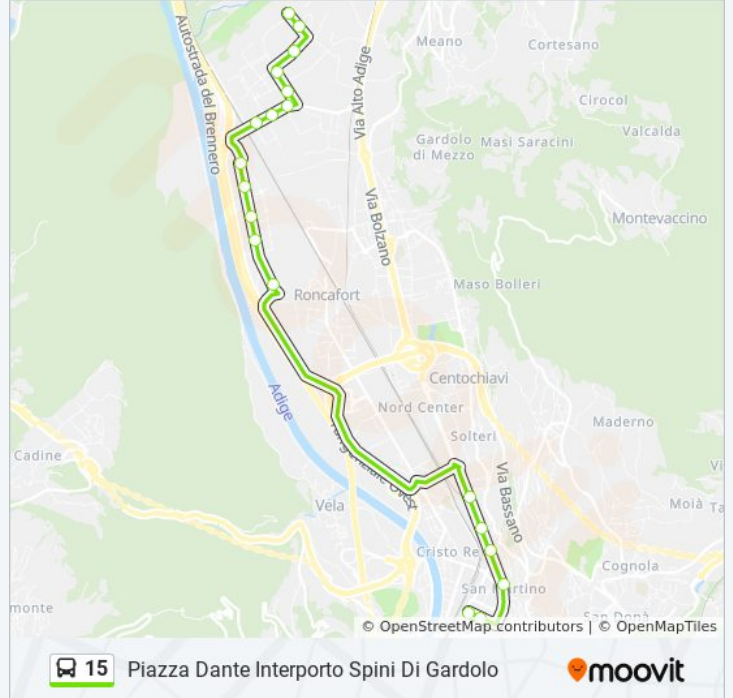 Autostrada del Brennero
Via Alto Adige
Meano
Cortesano
Cirocol
Valcalda
Gardolo
di Mezzo
Masi Saracini
Via Bolzano
Montevaccino
Maso Bolleri
Roncafort
Adige
Centochiavi
Nord Center
Solteri
Maderno
Cadine
Via Bassano
Vela
Ovest
Moià
Cristo Re
Cognola
San Martino
monte
San Donà
© OpenStreetMap contributors | © OpenMapTiles
15 Piazza Dante Interporto Spini Di Gardolo
moovit